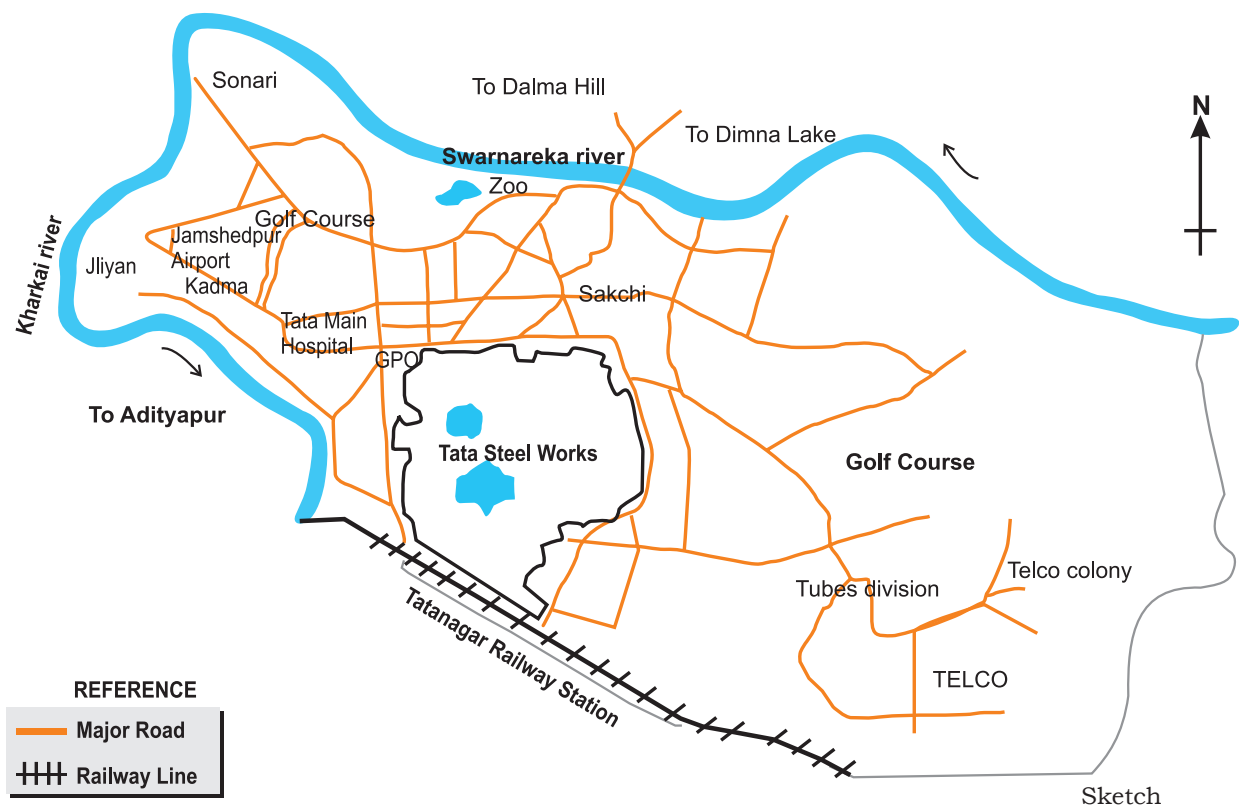 Sonari
To Dalma Hill
N
To Dimna Lake
Swarnareka river
Zoo
Golf Course
Kharkai river
Jamshedpur
Airport
Jliyan
Kadma
Sakchi
Tata Main
Hospital
GPO
To Adityapur
Tata Steel Works
Golf Course
Telco colony
Tubes division
Tatanagar Railway Station
TELCO
REFERENCE
Major Road
Railway Line
Sketch